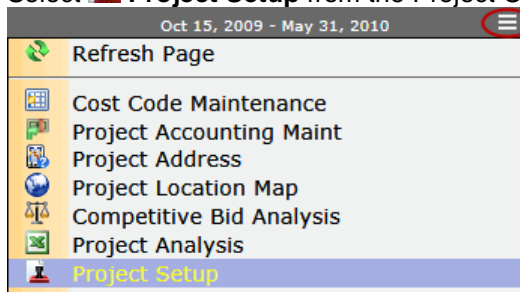 Select Project Setup from the Project
Oct 15, 2009 - May 31, 2010
Refresh Page
Cost Code Maintenance
Project Accounting Maint
Project Address
Project Location Map
Competitive Bid Analysis
Project Analysis
Project Setup